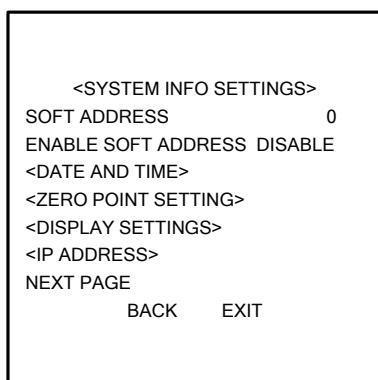 <SYSTEM INFO SETTINGS>
SOFT ADDRESS 0
ENABLE SOFT ADDRESS DISABLE
<DATE AND TIME>
<ZERO POINT SETTING>
<DISPLAY SETTINGS>
<IP ADDRESS>
NEXT PAGE
BACK EXIT